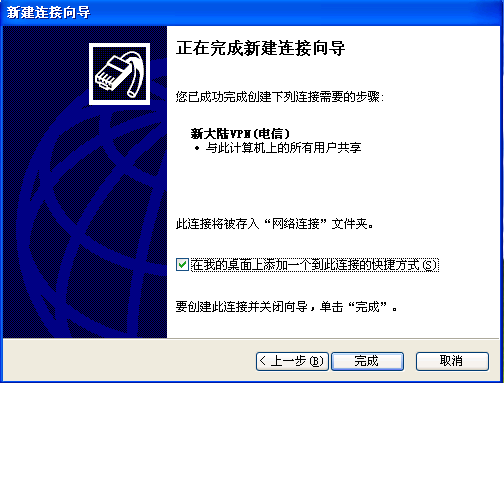 新建连接向导
正在完成新建连接向导
您已成功完成创建下列连接需要的步骤:
新大陆VPN(电信)
• 与此计算机上的所有用户共享
此连接将被存入“网络连接”文件夹。
在我的桌面上添加一个到此连接的快捷方式(S)
要创建此连接并关闭向导，单击“完成”。
< 上一步(B) 完成 取消